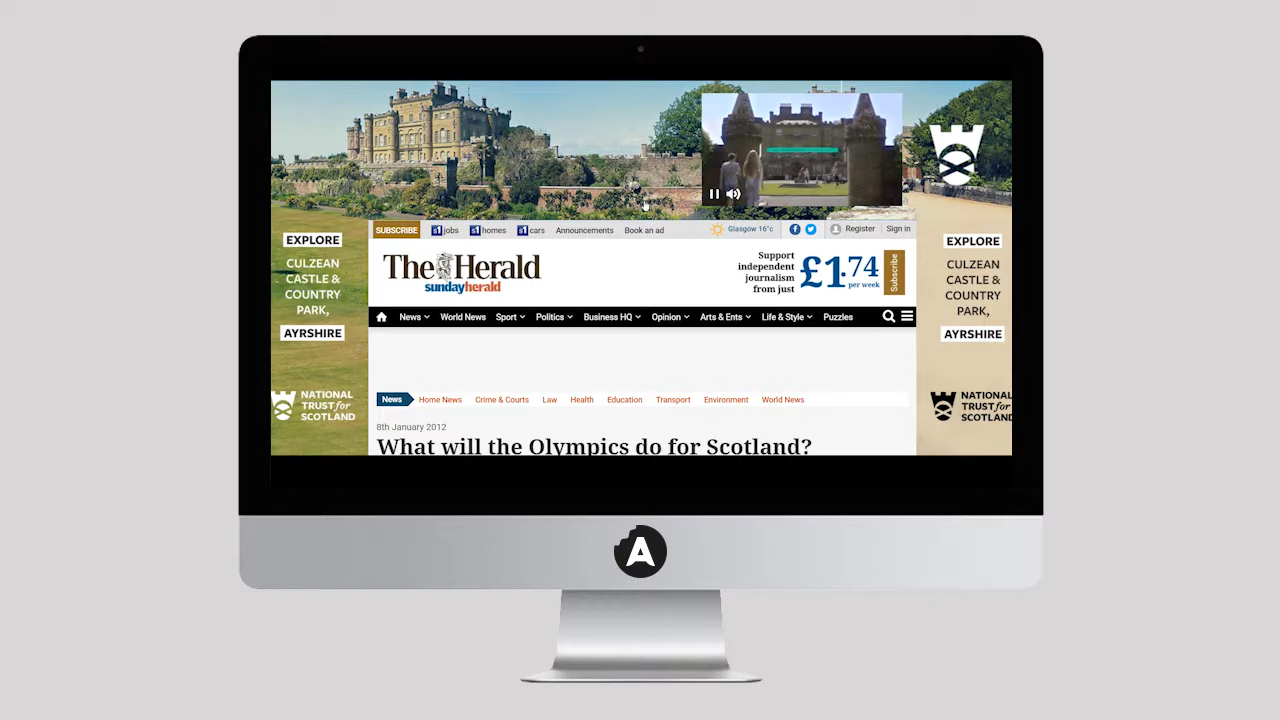 SUBSCRIBE
s1jobs
s1homes
s1cars
Announcements
Book an ad
Glasgow 16°c
Register
Sign in
EXPLORE
CULZEAN
CASTLE &
COUNTRY
PARK,
AYRSHIRE
NATIONAL
TRUST for
SCOTLAND
The Herald
sundayherald
Support
independent
journalism
from just
£1.74
per week
Subscribe
EXPLORE
CULZEAN
CASTLE &
COUNTRY
PARK,
AYRSHIRE
NATIONAL
TRUST for
SCOTLAND
News
World News
Sport
Politics
Business HQ
Opinion
Arts & Ents
Life & Style
Puzzles
News
Home News
Crime & Courts
Law
Health
Education
Transport
Environment
World News
8th January 2012
What will the Olympics do for Scotland?
A